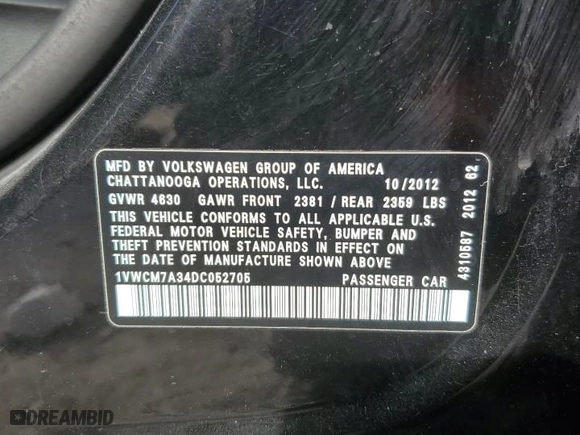 MFD BY VOLKSWAGEN GROUP OF AMERICA
CHATTANOOGA OPERATIONS, LLC. 10/2012
GVWR 4630 GAWR FRONT 2381 / REAR 2359 LBS
THIS VEHICLE CONFORMS TO ALL APPLICABLE U.S.
FEDERAL MOTOR VEHICLE SAFETY, BUMPER AND
THEFT PREVENTION STANDARDS IN EFFECT ON
THE DATE OF MANUFACTURE SHOWN ABOVE
1VWCM7A34DC052705 PASSENGER CAR
4310587 2012 62
DREAMBID